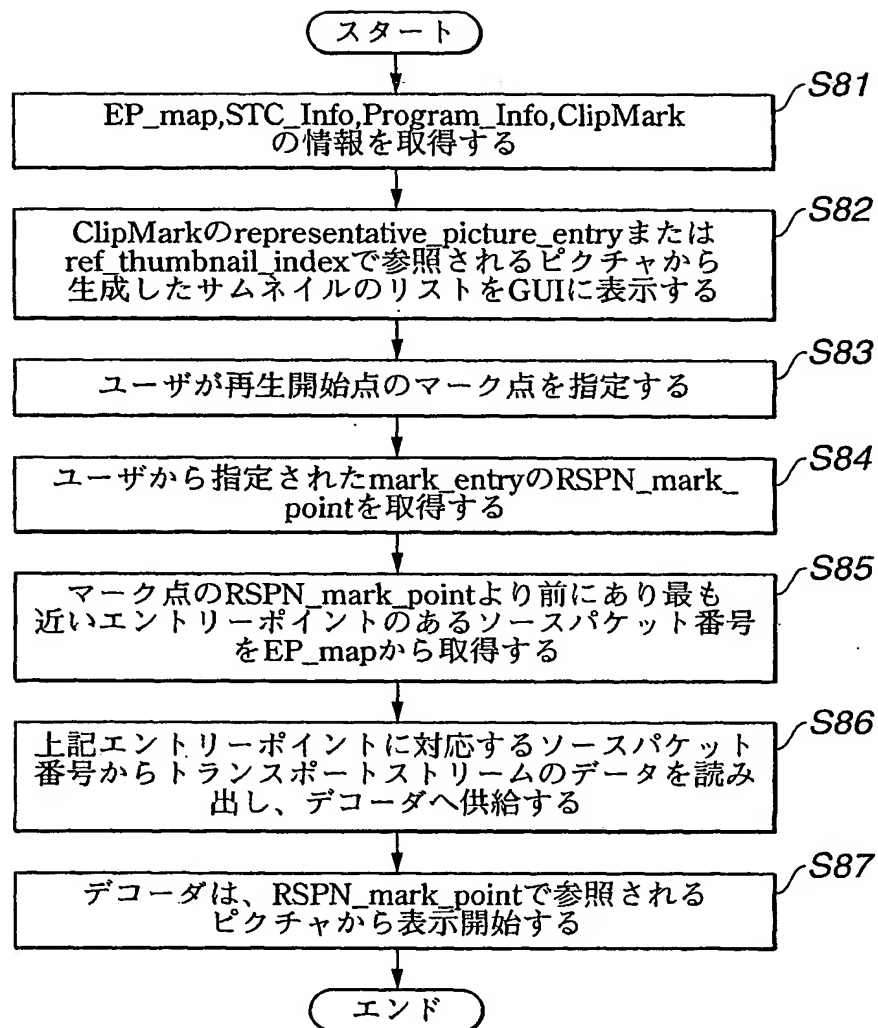 スタート
S81
EP_map,STC_Info,Program_Info,ClipMark
の情報を取得する
S82
ClipMarkのrepresentative_picture_entryまたは
ref_thumbnail_indexで参照されるピクチャから
生成したサムネイルのリストをGUIに表示する
S83
ユーザが再生開始点のマーク点を指定する
S84
ユーザから指定されたmark_entryのRSPN_mark_
pointを取得する
S85
マーク点のRSPN_mark_pointより前にあり最も
近いエントリーポイントのあるソースパケット番号
をEP_mapから取得する
S86
上記エントリーポイントに対応するソースパケット
番号からトランスポートストリームのデータを読み
出し、デコーダへ供給する
S87
デコーダは、RSPN_mark_pointで参照される
ピクチャから表示開始する
エンド